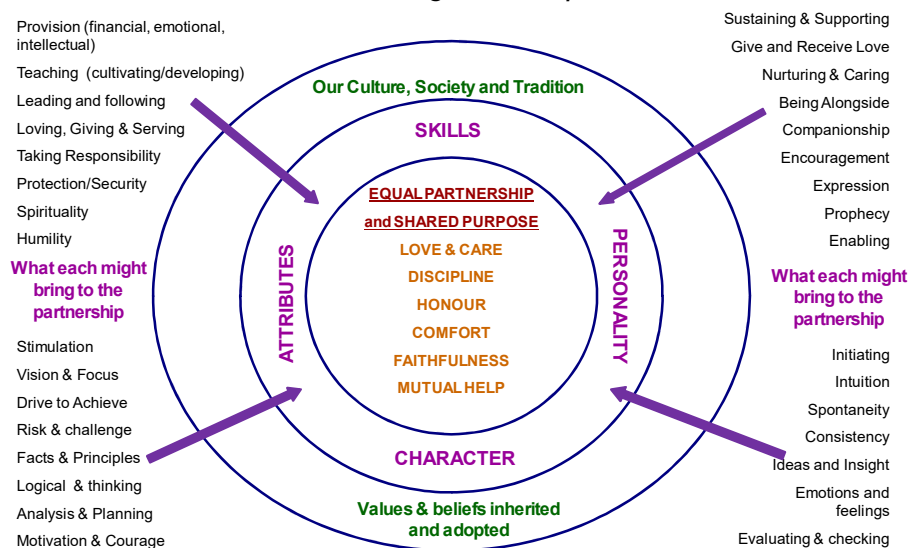 Provision (financial, emotional,
intellectual)
Teaching (cultivating/developing)
Leading and following
Loving, Giving & Serving
Taking Responsibility
Protection/Security
Spirituality
Humility
What each might
bring to the
partnership
Stimulation
Vision & Focus
Drive to Achieve
Risk & challenge
Facts & Principles
Logical & thinking
Analysis & Planning
Motivation & Courage
Our Culture, Society and Tradition
SKILLS
ATTRIBUTES
EQUAL PARTNERSHIP
and SHARED PURPOSE
LOVE & CARE
DISCIPLINE
HONOUR
COMFORT
FAITHFULNESS
MUTUAL HELP
PERSONALITY
CHARACTER
Values & beliefs inherited
and adopted
Sustaining & Supporting
Give and Receive Love
Nurturing & Caring
Being Alongside
Companionship
Encouragement
Expression
Prophecy
Enabling
What each might
bring to the
partnership
Initiating
Intuition
Spontaneity
Consistency
Ideas and Insight
Emotions and
feelings
Evaluating & checking